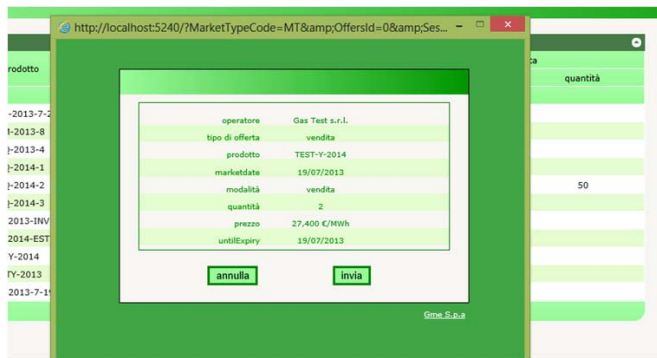 http://localhost:5240/?MarketTypeCode=MT&amp;OffersId=0&amp;Ses...
rodotto
ta
quantità
operatore Gas Test s.r.l.
-2013-7-2
tipo di offerta vendita
-2013-8
prodotto TEST-Y-2014
-2013-4
marketdate 19/07/2013
-2014-1
modalità vendita
-2014-2
50
quantità 2
-2014-3
prezzo 27,400 €/MWh
2013-INV
untilExpiry 19/07/2013
2014-EST
Y-2014
annulla invia
Y-2013
2013-7-19
Gme S.p.a